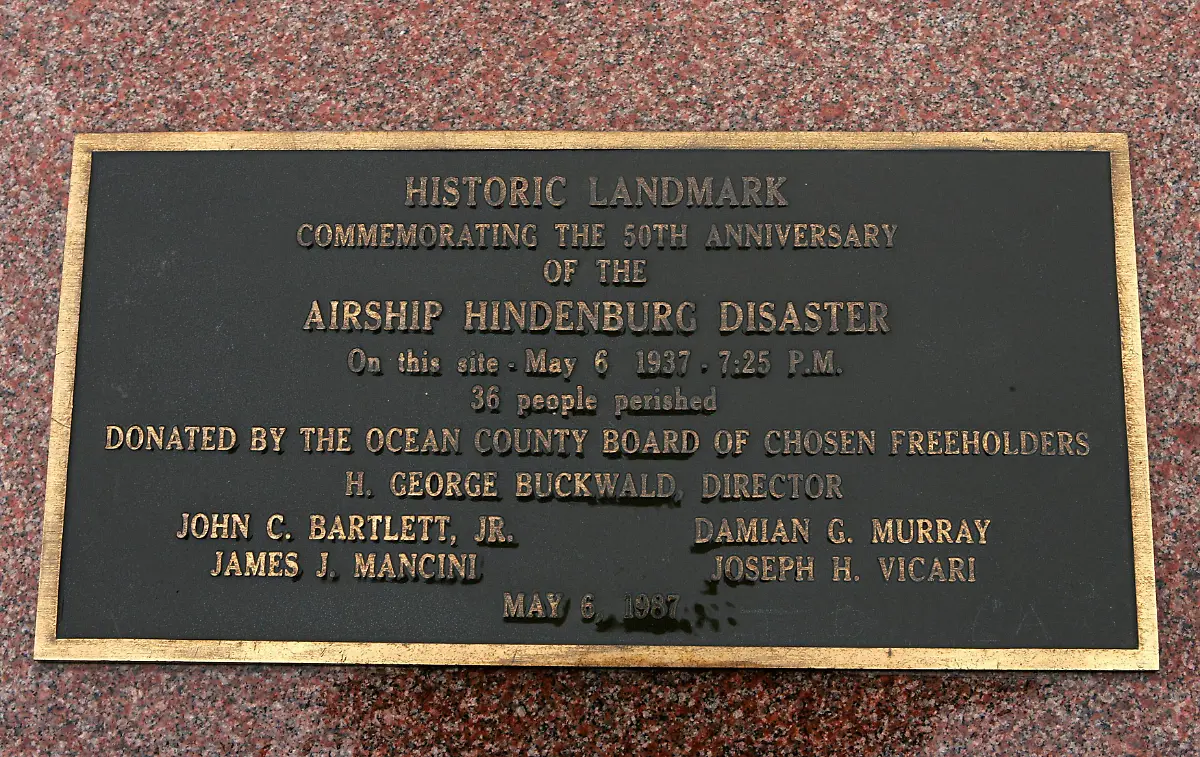 HISTORIC LANDMARK
COMMEMORATING THE 50TH ANNIVERSARY
OF THE
AIRSHIP HINDENBURG DISASTER
On this site - May 6 1937 - 7:25 P.M.
36 people perished
DONATED BY THE OCEAN COUNTY BOARD OF CHOSEN FREEHOLDERS
H. GEORGE BUCKWALD, DIRECTOR
JOHN C. BARTLETT, JR. DAMIAN G. MURRAY
JAMES J. MANCINI JOSEPH H. VICARI
MAY 6, 1987